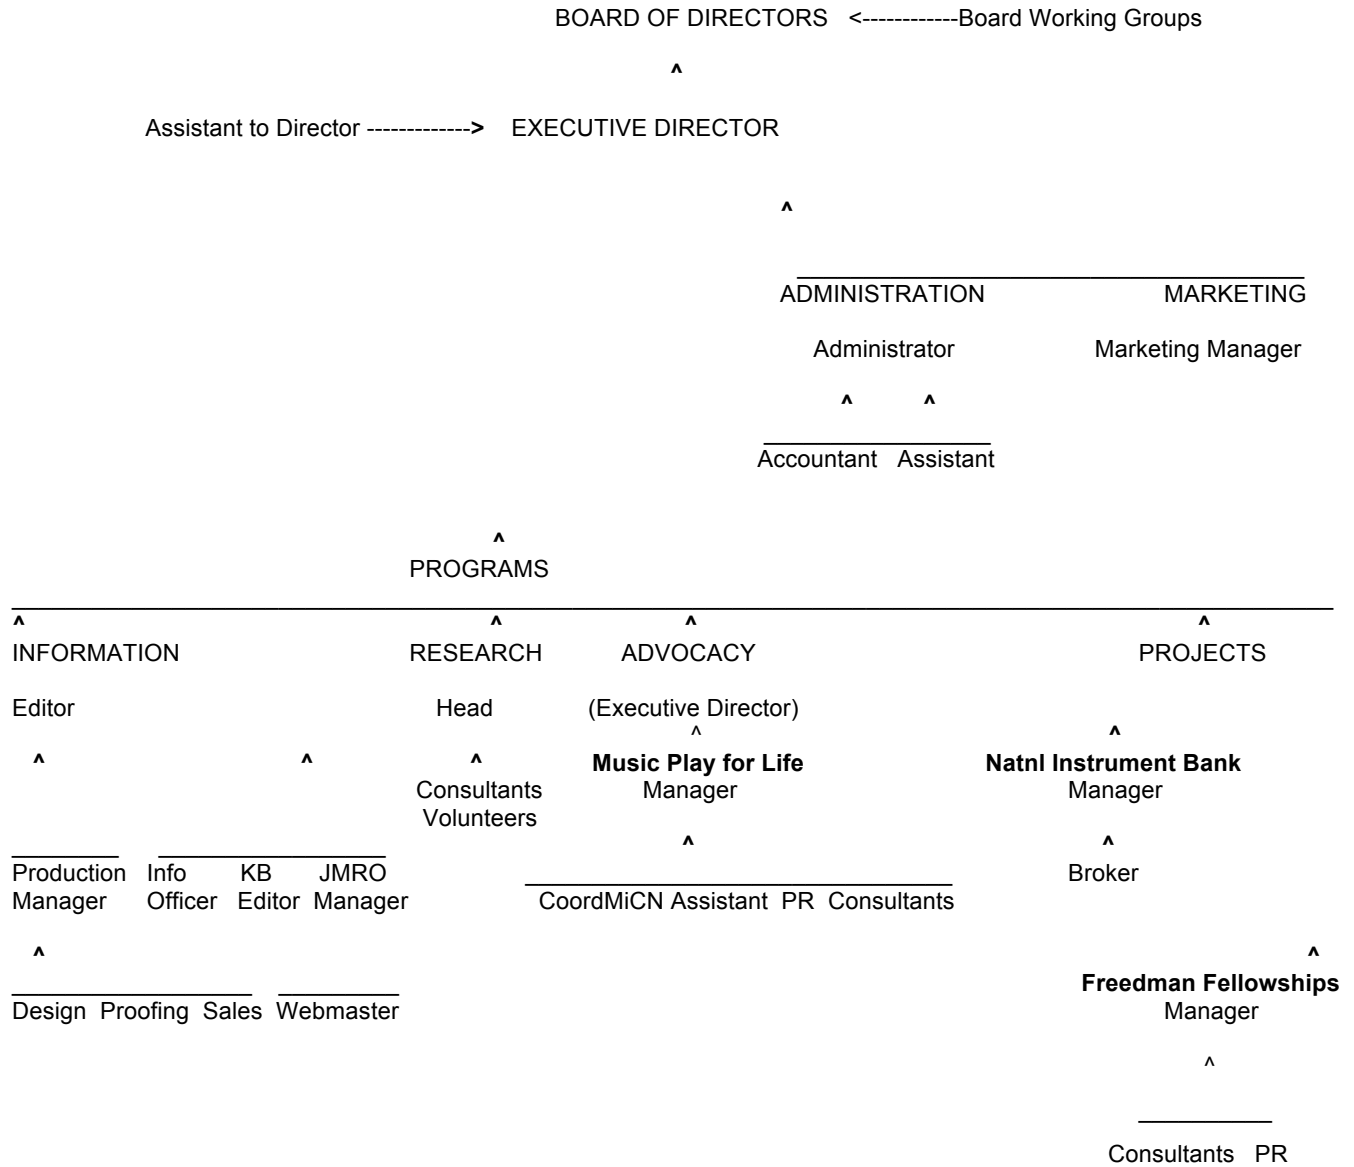 BOARD OF DIRECTORS <------------Board Working Groups
^
Assistant to Director -------------> EXECUTIVE DIRECTOR
^
ADMINISTRATION MARKETING
Administrator Marketing Manager
^ ^
Accountant Assistant
^
PROGRAMS
^ ^ ^ ^
INFORMATION RESEARCH ADVOCACY PROJECTS
Editor Head (Executive Director)
^ ^
^ ^ ^ Music Play for Life Natnl Instrument Bank
Consultants Manager Manager
Volunteers
^ ^
Production Info KB JMRO Broker
Manager Officer Editor Manager CoordMiCN Assistant PR Consultants
^ ^
Freedman Fellowships
Design Proofing Sales Webmaster Manager
^
Consultants PR